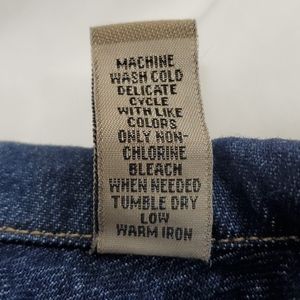 MACHINE
WASH COLD
DELICATE
CYCLE
WITH LIKE
COLORS
ONLY NON-
CHLORINE
BLEACH
WHEN NEEDED
TUMBLE DRY
LOW
WARM IRON